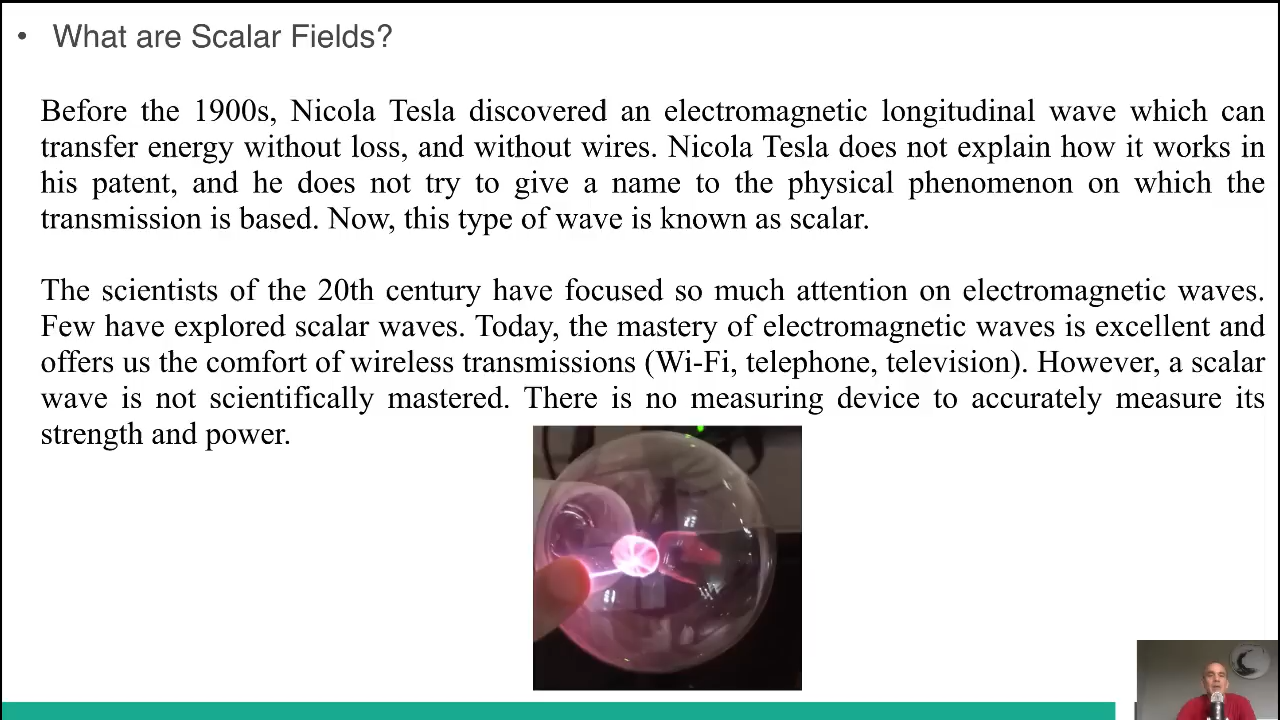 • What are Scalar Fields?
Before the 1900s, Nicola Tesla discovered an electromagnetic longitudinal wave which can
transfer energy without loss, and without wires. Nicola Tesla does not explain how it works in
his patent, and he does not try to give a name to the physical phenomenon on which the
transmission is based. Now, this type of wave is known as scalar.
The scientists of the 20th century have focused so much attention on electromagnetic waves.
Few have explored scalar waves. Today, the mastery of electromagnetic waves is excellent and
offers us the comfort of wireless transmissions (Wi-Fi, telephone, television). However, a scalar
wave is not scientifically mastered. There is no measuring device to accurately measure its
strength and power.